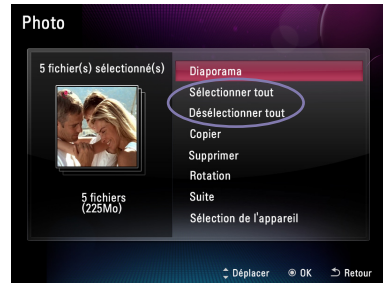 Photo
5 fichier(s) sélectionné(s)
5 fichiers
(225Mo)
Diaporama
Sélectionner tout
Désélectionner tout
Copier
Supprimer
Rotation
Suite
Sélection de l'appareil
Déplacer OK Retour